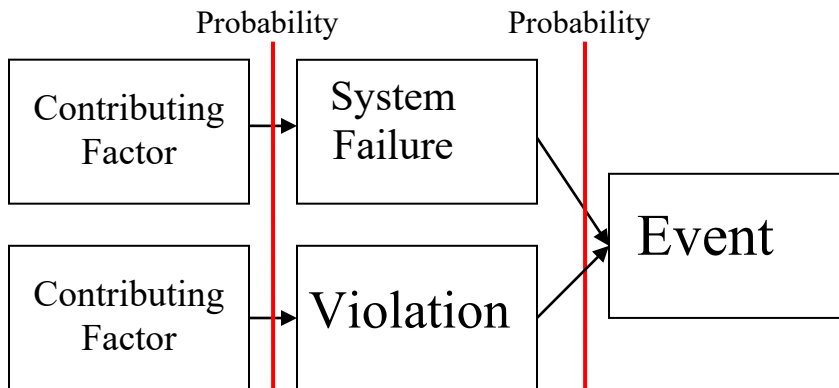 Probability
Probability
Contributing
Factor
System
Failure
Event
Contributing
Factor
Violation